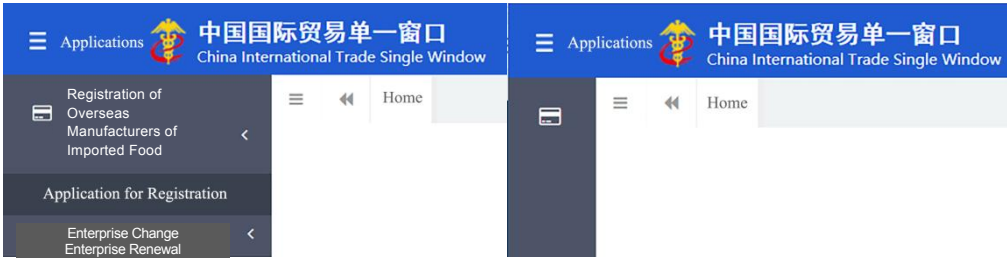 Applications
中国国际贸易单一窗口
China International Trade Single Window
Registration of
Overseas
Manufacturers of
Imported Food
Home
Application for Registration
Enterprise Change
Enterprise Renewal
Applications
中国国际贸易单一窗口
China International Trade Single Window
Home